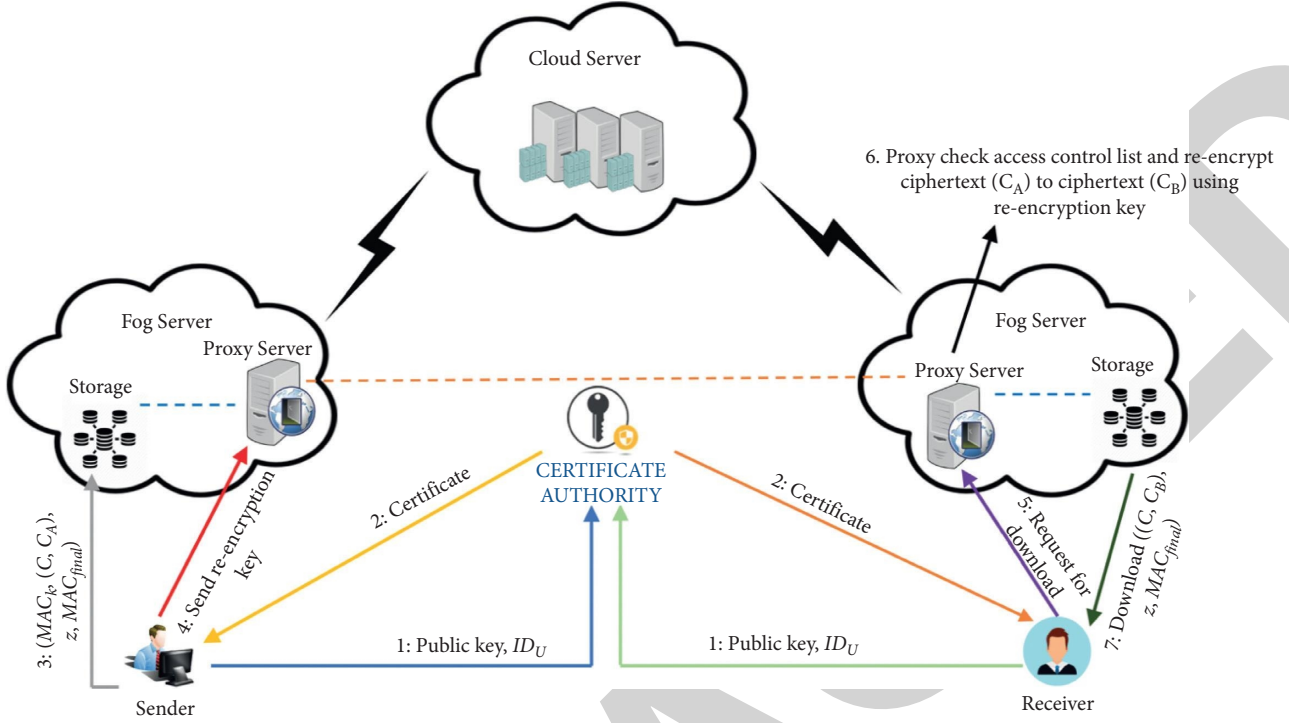 Cloud Server
6. Proxy check access control list and re-encrypt
ciphertext (C_A) to ciphertext (C_B) using
re-encryption key
Fog Server
Proxy Server
Storage
Fog Server
Proxy Server
Storage
CERTIFICATE
AUTHORITY
2: Certificate
2: Certificate
3: (MAC_k, (C, C_A),
z, MAC_final)
4: Send re-encryption
key
5: Request for
download
7: Download ((C, C_B),
z, MAC_final)
1: Public key, ID_U
1: Public key, ID_U
Sender
Receiver